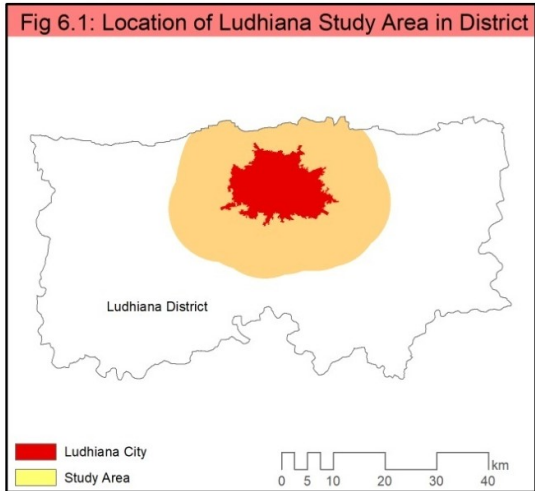 Fig 6.1: Location of Ludhiana Study Area in District
Ludhiana District
Ludhiana City
Study Area
km
0 5 10 20 30 40